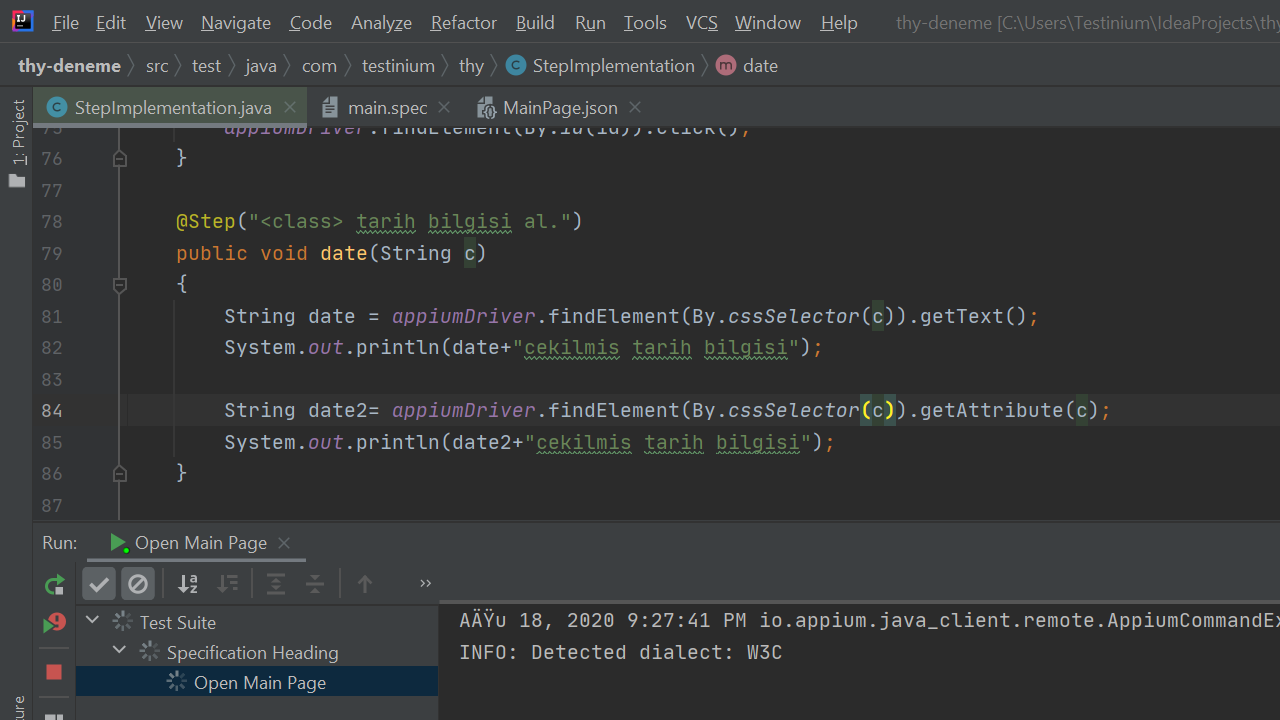 File Edit View Navigate Code Analyze Refactor Build Run Tools VCS Window Help thy-deneme [C:\Users\Testinium\IdeaProjects\thy
thy-deneme src test java com testinium thy StepImplementation date
StepImplementation.java main.spec MainPage.json
1: Project
75 appiumDriver.findElement(By.id(id)).click();
76 }
77
78 @Step("<class> tarih bilgisi al.")
79 public void date(String c)
80 {
81 String date = appiumDriver.findElement(By.cssSelector(c)).getText();
82 System.out.println(date+"cekilmis tarih bilgisi");
83
84 String date2= appiumDriver.findElement(By.cssSelector(c)).getAttribute(c);
85 System.out.println(date2+"cekilmis tarih bilgisi");
86 }
87
Run: Open Main Page
Test Suite
Specification Heading
Open Main Page
AÄŸu 18, 2020 9:27:41 PM io.appium.java_client.remote.AppiumCommandEx
INFO: Detected dialect: W3C